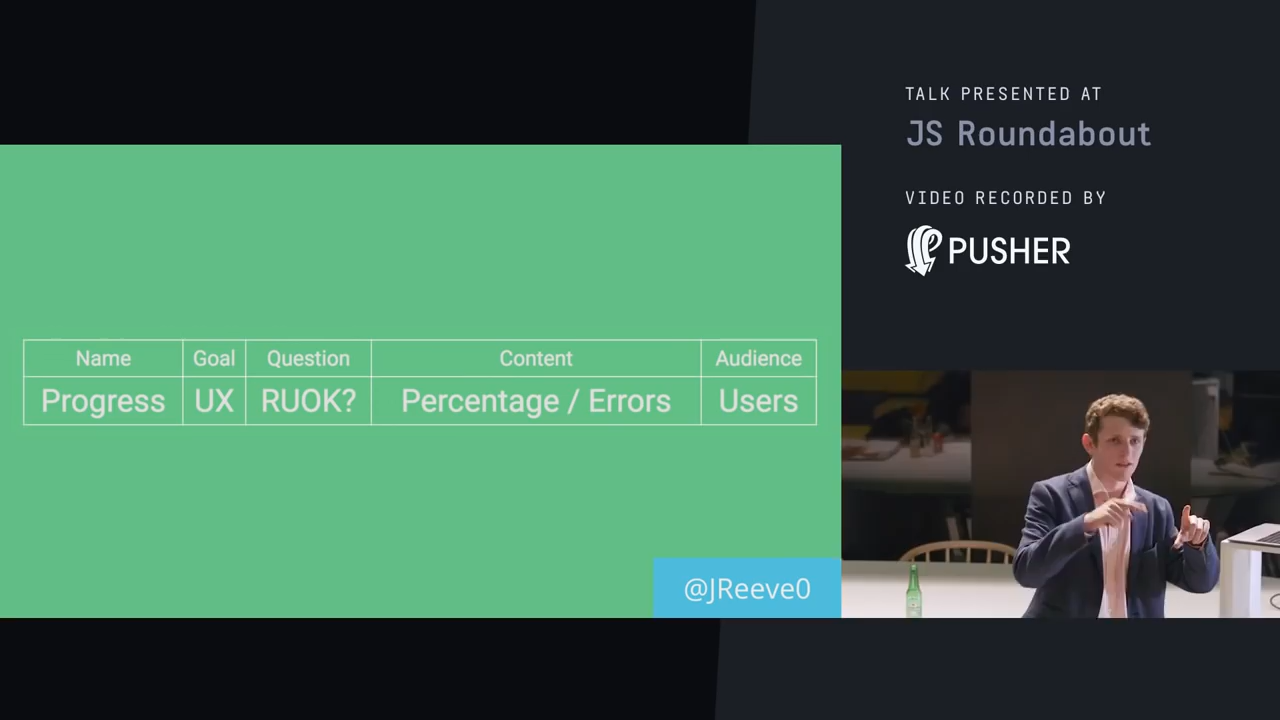 TALK PRESENTED AT
JS Roundabout
VIDEO RECORDED BY
PUSHER
Name Goal Question Content Audience
Progress UX RUOK? Percentage / Errors Users
@JReeve0